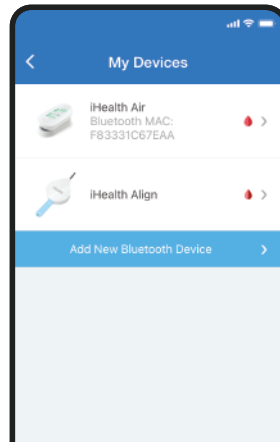 My Devices
iHealth Air
Bluetooth MAC:
F83331C67EAA
iHealth Align
Add New Bluetooth Device